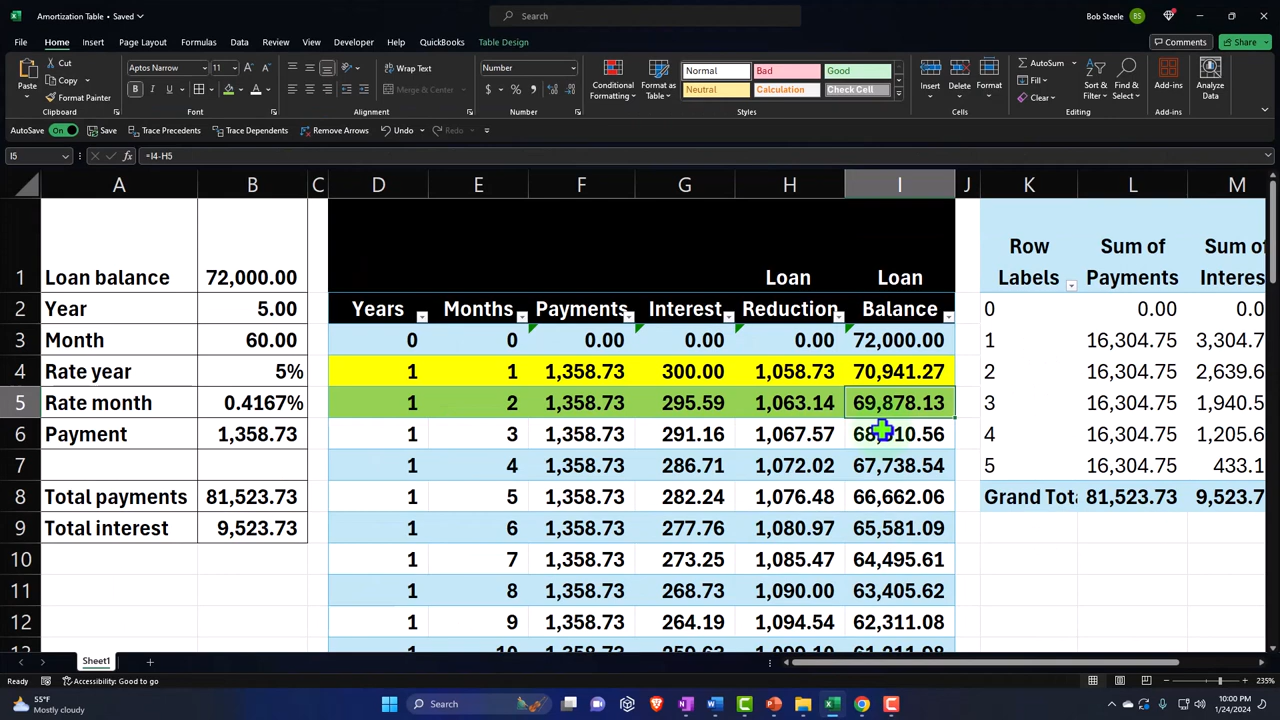 Amortization Table • Saved
Search
Bob Steele BS
File Home Insert Page Layout Formulas Data Review View Developer Help QuickBooks Table Design Comments Share
Paste Cut Copy Format Painter
Clipboard
Aptos Narrow 11 A A
B I U
Font
Wrap Text
Merge & Center
Alignment
Number
$ %
Number
Conditional Formatting
Format as Table
Normal Bad Good
Neutral Calculation Check Cell
Styles
Insert Delete Format
Cells
AutoSum Fill Clear
Sort & Filter
Find & Select
Editing
Add-ins
Add-ins
Analyze Data
AutoSave On Save Trace Precedents Trace Dependents Remove Arrows Undo Redo
I5 fx =I4-H5
A B C D E F G H I J K L M
1 Loan balance 72,000.00 Loan Loan Row Labels Sum of Payments Sum of Interes
2 Year 5.00 Years Months Payments Interest Reduction Balance 0 0.00 0.0
3 Month 60.00 0 0 0.00 0.00 0.00 72,000.00 1 16,304.75 3,304.7
4 Rate year 5% 1 1 1,358.73 300.00 1,058.73 70,941.27 2 16,304.75 2,639.6
5 Rate month 0.4167% 1 2 1,358.73 295.59 1,063.14 69,878.13 3 16,304.75 1,940.5
6 Payment 1,358.73 1 3 1,358.73 291.16 1,067.57 4 16,304.75 1,205.6
7 1 4 1,358.73 286.71 1,072.02 67,738.54 5 16,304.75 433.1
8 Total payments 81,523.73 1 5 1,358.73 282.24 1,076.48 66,662.06 Grand Tot 81,523.73 9,523.7
9 Total interest 9,523.73 1 6 1,358.73 277.76 1,080.97 65,581.09
10 1 7 1,358.73 273.25 1,085.47 64,495.61
11 1 8 1,358.73 268.73 1,090.00 63,405.62
12 1 9 1,358.73 264.19 1,094.54 62,311.08
Sheet1
Ready Accessibility: Good to go 235%
55°F
Mostly cloudy
Search
10:00 PM
1/24/2024